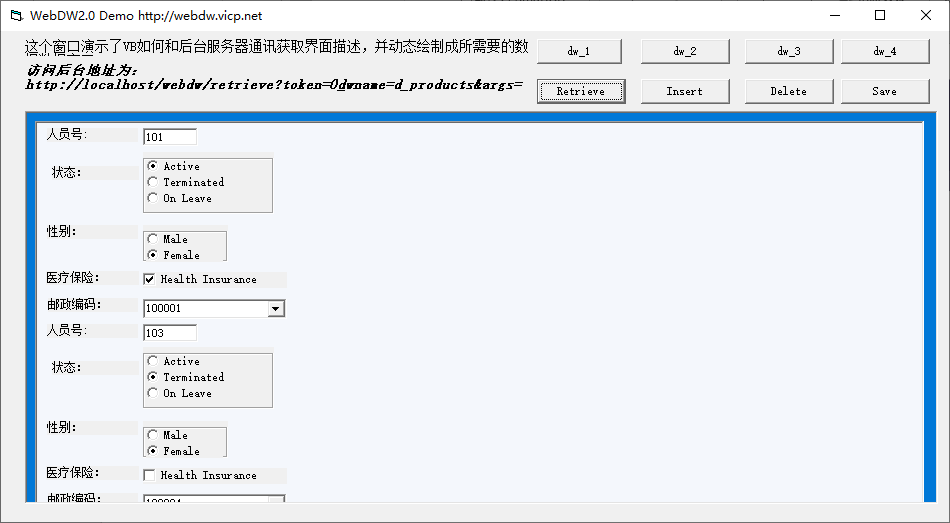 WebDW2.0 Demo http://webdw.vicp.net
这个窗口演示了VB如何和后台服务器通讯获取界面描述，并动态绘制成所需要的数
访问后台地址为:
http://localhost/webdw/retrieve?token=0dwname=d_products&args=
dw_1
dw_2
dw_3
dw_4
Retrieve
Insert
Delete
Save
人员号:
101
状态:
Active
Terminated
On Leave
性别:
Male
Female
医疗保险:
Health Insurance
邮政编码:
100001
人员号:
103
状态:
Active
Terminated
On Leave
性别:
Male
Female
医疗保险:
Health Insurance
邮政编码: